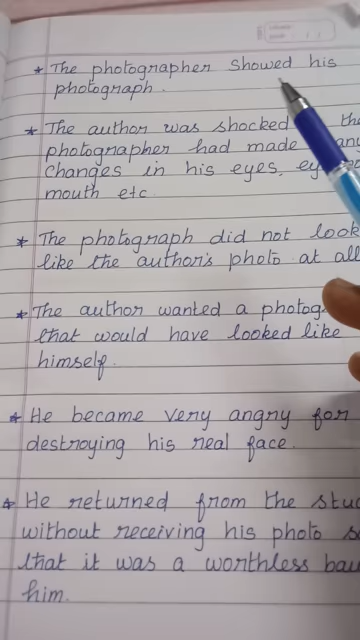 * The photographer showed his
photograph.
* The author was shocked the
photographer had made
changes in his eyes,
mouth etc
* The photograph did not look
like the author's photo at all
* The author wanted a
that would have looked like
himself.
* He became very angry for
destroying his real face.
* He returned from the
without receiving his photo
that it was a worthless
him.